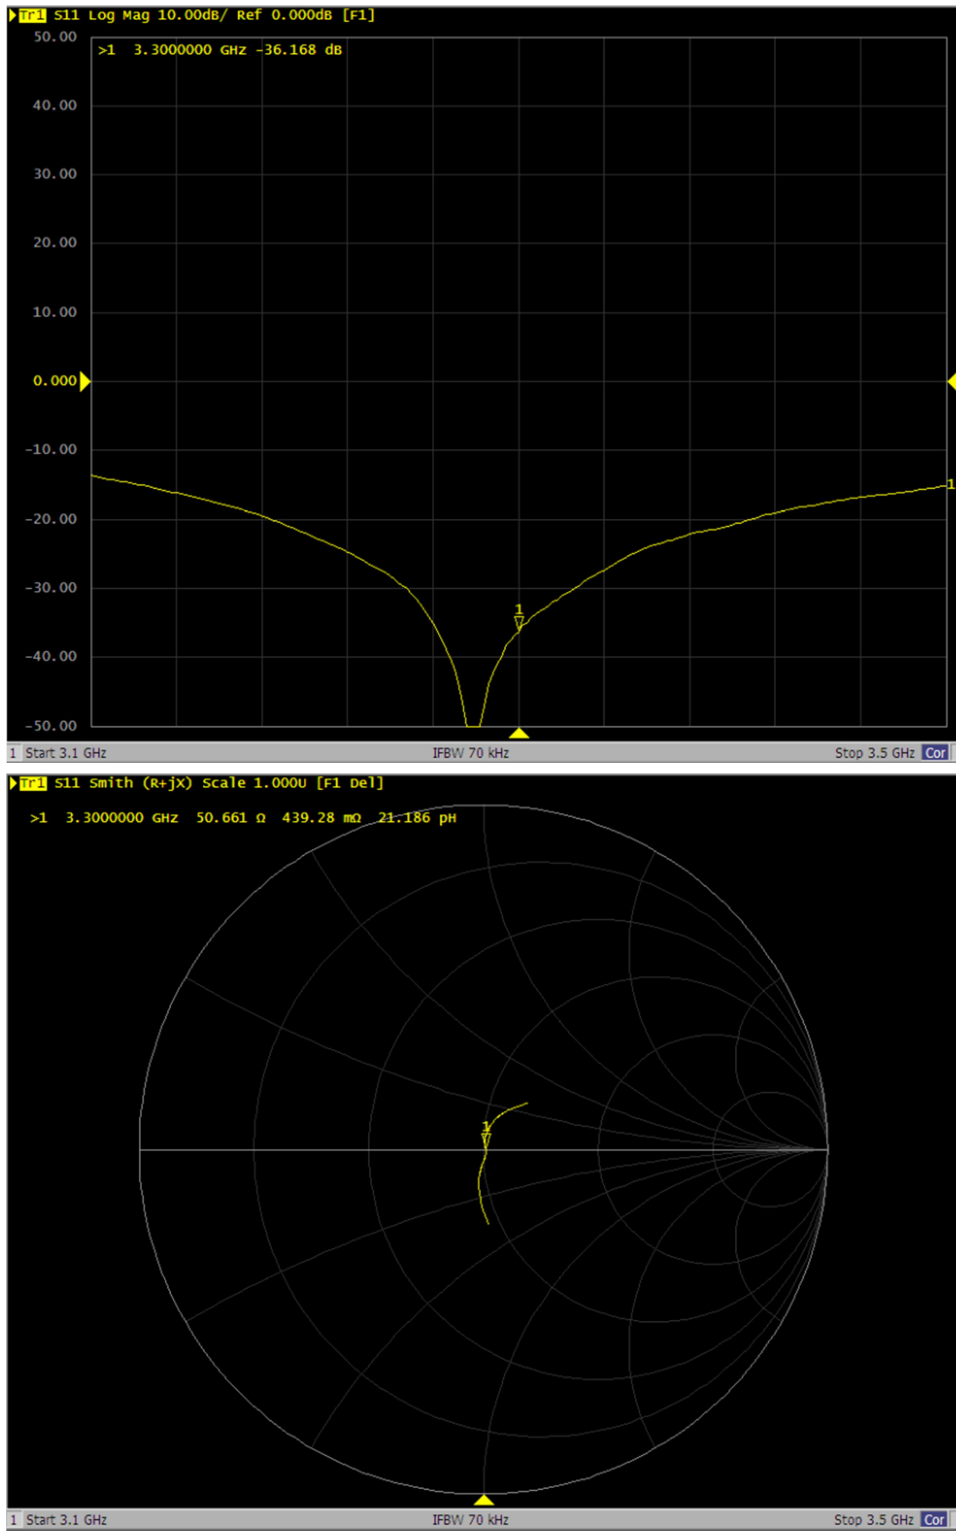 Tr1 S11 Log Mag 10.00dB/ Ref 0.000dB [F1]
50.00
>1 3.3000000 GHz -36.168 dB
40.00
30.00
20.00
10.00
0.000
-10.00
1
-20.00
-30.00
1
-40.00
-50.00
1 Start 3.1 GHz IFBW 70 kHz Stop 3.5 GHz Cor
Tr1 S11 Smith (R+jX) Scale 1.000U [F1 Del]
>1 3.3000000 GHz 50.661 Ω 439.28 mΩ 21.186 pH
1
1 Start 3.1 GHz IFBW 70 kHz Stop 3.5 GHz Cor